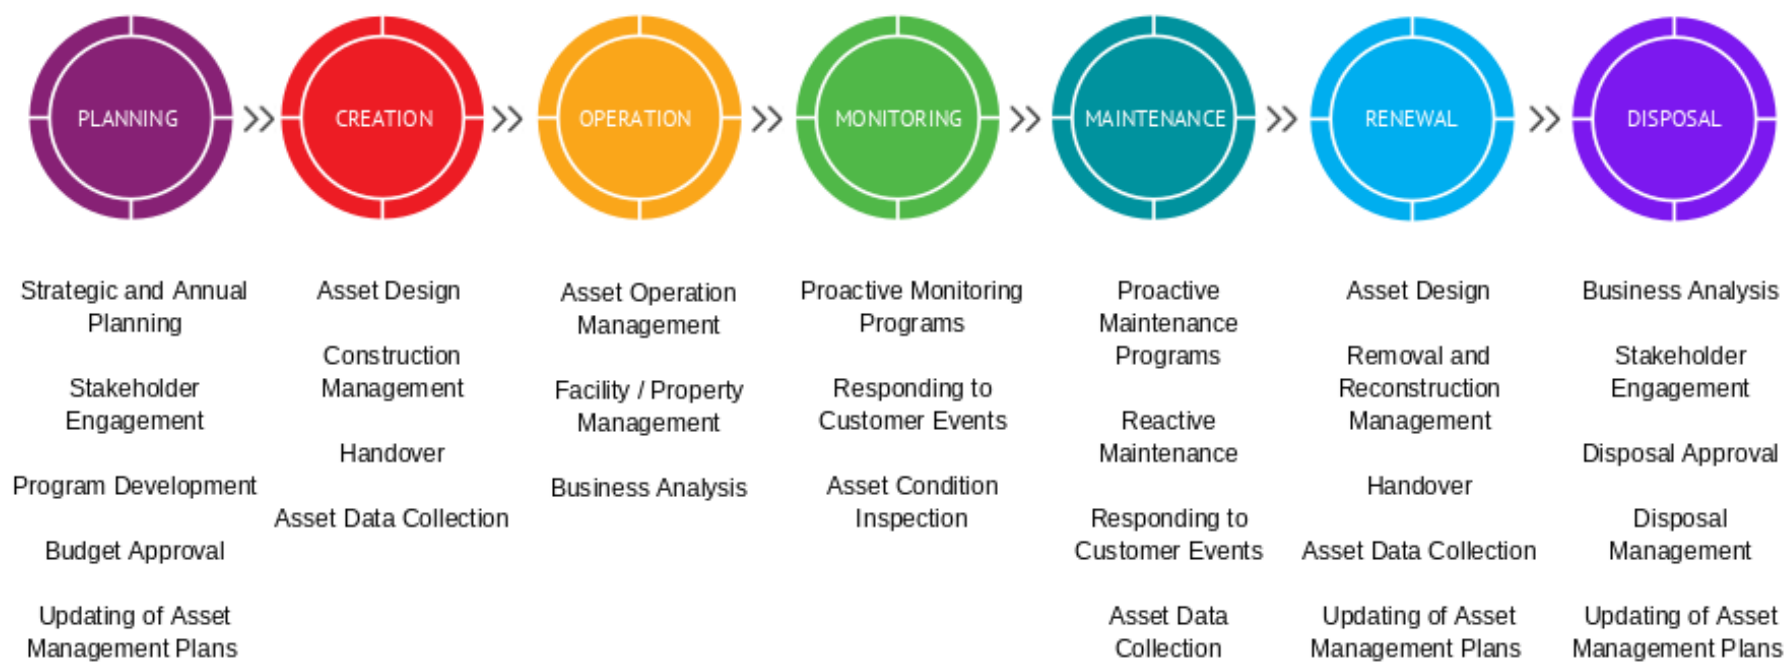 PLANNING
CREATION
OPERATION
MONITORING
MAINTENANCE
RENEWAL
DISPOSAL
Strategic and Annual
Planning
Stakeholder
Engagement
Program Development
Budget Approval
Updating of Asset
Management Plans
Asset Design
Construction
Management
Handover
Asset Data Collection
Asset Operation
Management
Facility / Property
Management
Business Analysis
Proactive Monitoring
Programs
Responding to
Customer Events
Asset Condition
Inspection
Proactive
Maintenance
Programs
Reactive
Maintenance
Responding to
Customer Events
Asset Data
Collection
Asset Design
Removal and
Reconstruction
Management
Handover
Asset Data Collection
Updating of Asset
Management Plans
Business Analysis
Stakeholder
Engagement
Disposal Approval
Disposal
Management
Updating of Asset
Management Plans